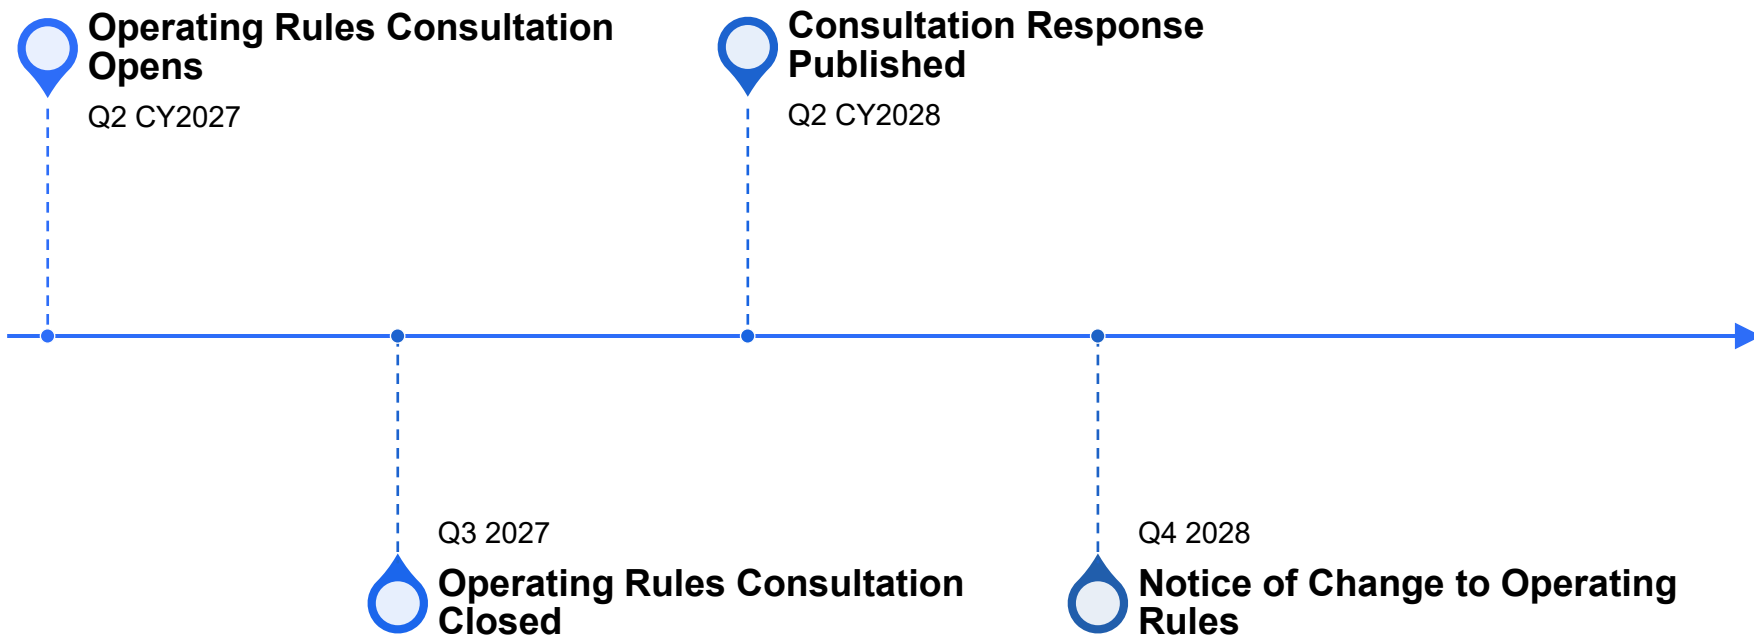 Operating Rules Consultation
Opens
Q2 CY2027
Consultation Response
Published
Q2 CY2028
Q3 2027
Operating Rules Consultation
Closed
Q4 2028
Notice of Change to Operating
Rules